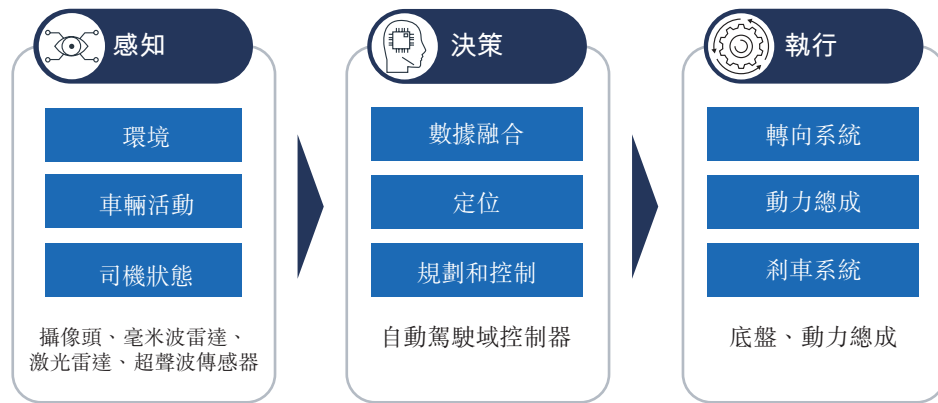 感知
環境
車輛活動
司機狀態
攝像頭、毫米波雷達、
激光雷達、超聲波傳感器
決策
數據融合
定位
規劃和控制
自動駕駛域控制器
執行
轉向系統
動力總成
剎車系統
底盤、動力總成